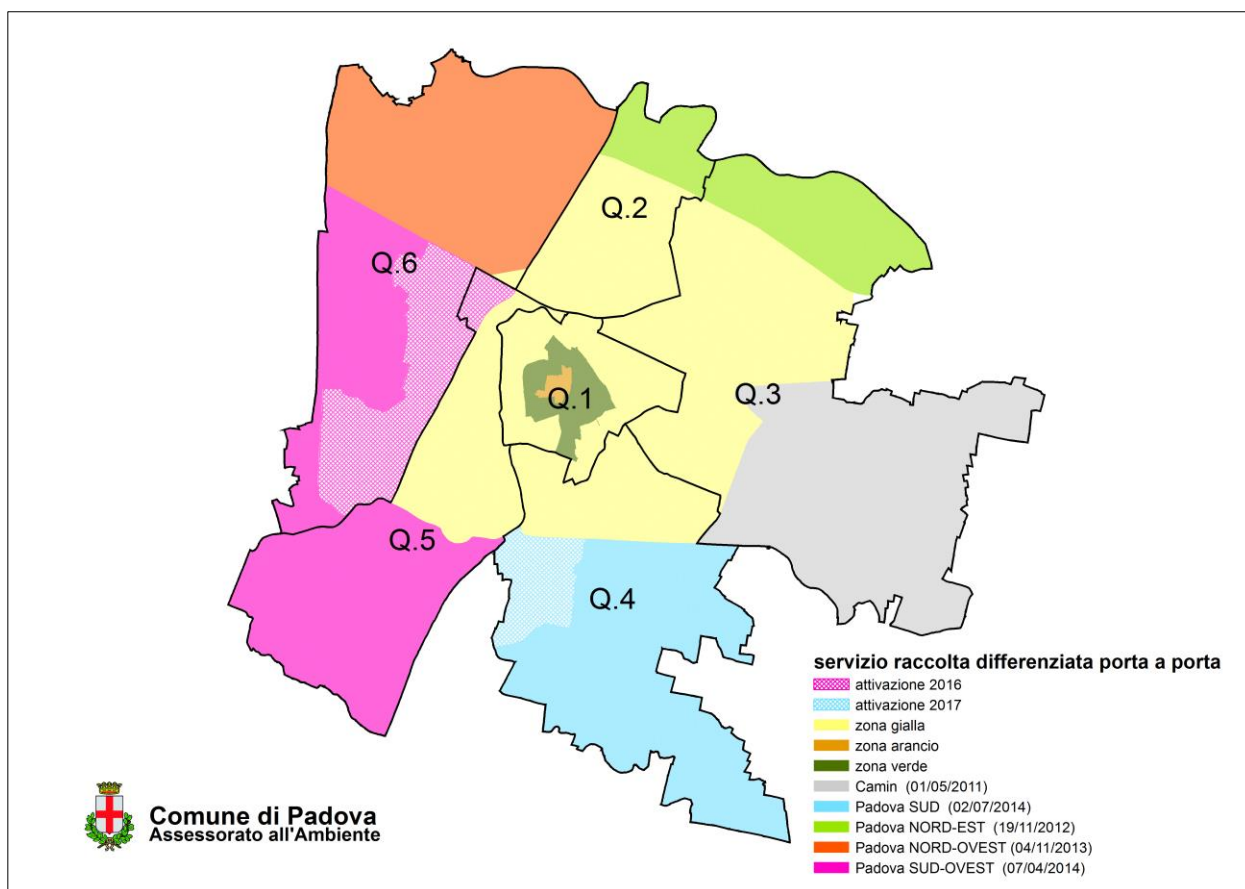 Q.2
Q.6
Q.3
Q.1
Q.5
Q.4
servizio raccolta differenziata porta a porta
attivazione 2016
attivazione 2017
zona gialla
zona arancio
zona verde
Camin (01/05/2011)
Padova SUD (02/07/2014)
Padova NORD-EST (19/11/2012)
Padova NORD-OVEST (04/11/2013)
Padova SUD-OVEST (07/04/2014)
Comune di Padova
Assessorato all'Ambiente